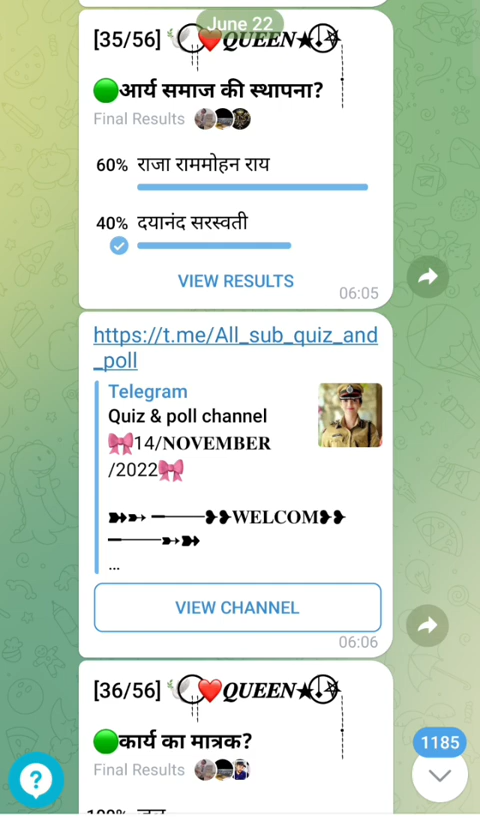 June 22
[35/56] 🕊️❤️QUEEN★
🟢आर्य समाज की स्थापना?
Final Results
60% राजा राममोहन राय
40% दयानंद सरस्वती
VIEW RESULTS
06:05
https://t.me/All_sub_quiz_and
_poll
Telegram
Quiz & poll channel
🎀14/NOVEMBER
/2022🎀
➽➳ ────❥❥WELCOM❥❥
────➳➽
...
VIEW CHANNEL
06:06
[36/56] 🕊️❤️QUEEN★
🟢कार्य का मात्रक?
Final Results
1185
?